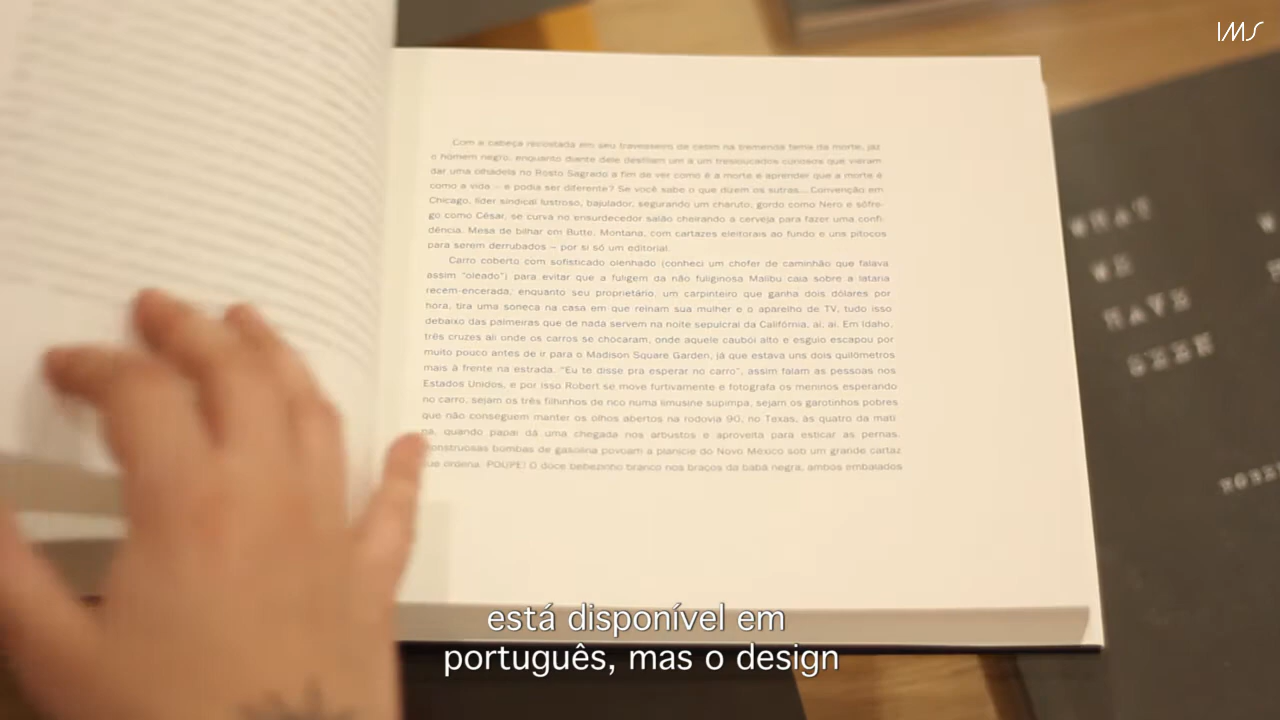 IMS
Com a cabeça recostada em seu travesseiro de cetim na tremenda fama da morte, jaz
o homem negro, enquanto diante dele desfilam um a um tresloucados curiosos que vieram
dar uma olhadela no Rosto Sagrado a fim de ver como é a morte e aprender que a morte é
como a vida – e podia ser diferente? Se você sabe o que dizem os sutras... Convenção em
Chicago, líder sindical lustroso, bajulador, segurando um charuto, gordo como Nero e sôfre-
go como César, se curva no ensurdecedor salão cheirando a cerveja para fazer uma confi-
dência. Mesa de bilhar em Butte, Montana, com cartazes eleitorais ao fundo e uns pitocos
para serem derrubados – por si só um editorial.
Carro coberto com sofisticado olenhado (conheci um chofer de caminhão que falava
assim "oleado") para evitar que a fuligem da não fuliginosa Malibu caia sobre a lataria
recém-encerada, enquanto seu proprietário, um carpinteiro que ganha dois dólares por
hora, tira uma soneca na casa em que reinam sua mulher e o aparelho de TV, tudo isso
debaixo das palmeiras que de nada servem na noite sepulcral da Califórnia, ai, ai. Em Idaho,
três cruzes ali onde os carros se chocaram, onde aquele caubói alto e esguio escapou por
muito pouco antes de ir para o Madison Square Garden, já que estava uns dois quilômetros
mais à frente na estrada. "Eu te disse pra esperar no carro", assim falam as pessoas nos
Estados Unidos, e por isso Robert se move furtivamente e fotografa os meninos esperando
no carro, sejam os três filhinhos de rico numa limusine supimpa, sejam os garotinhos pobres
que não conseguem manter os olhos abertos na rodovia 90, no Texas, às quatro da mati
na, quando papai dá uma chegada nos arbustos e aproveita para esticar as pernas.
Monstruosas bombas de gasolina povoam a planície do Novo México sob um grande cartaz
que ordena: POUPE! O doce bebezinho branco nos braços da babá negra, ambos embalados
WHAT
WE
HAVE
SEEN
está disponível em
português, mas o design